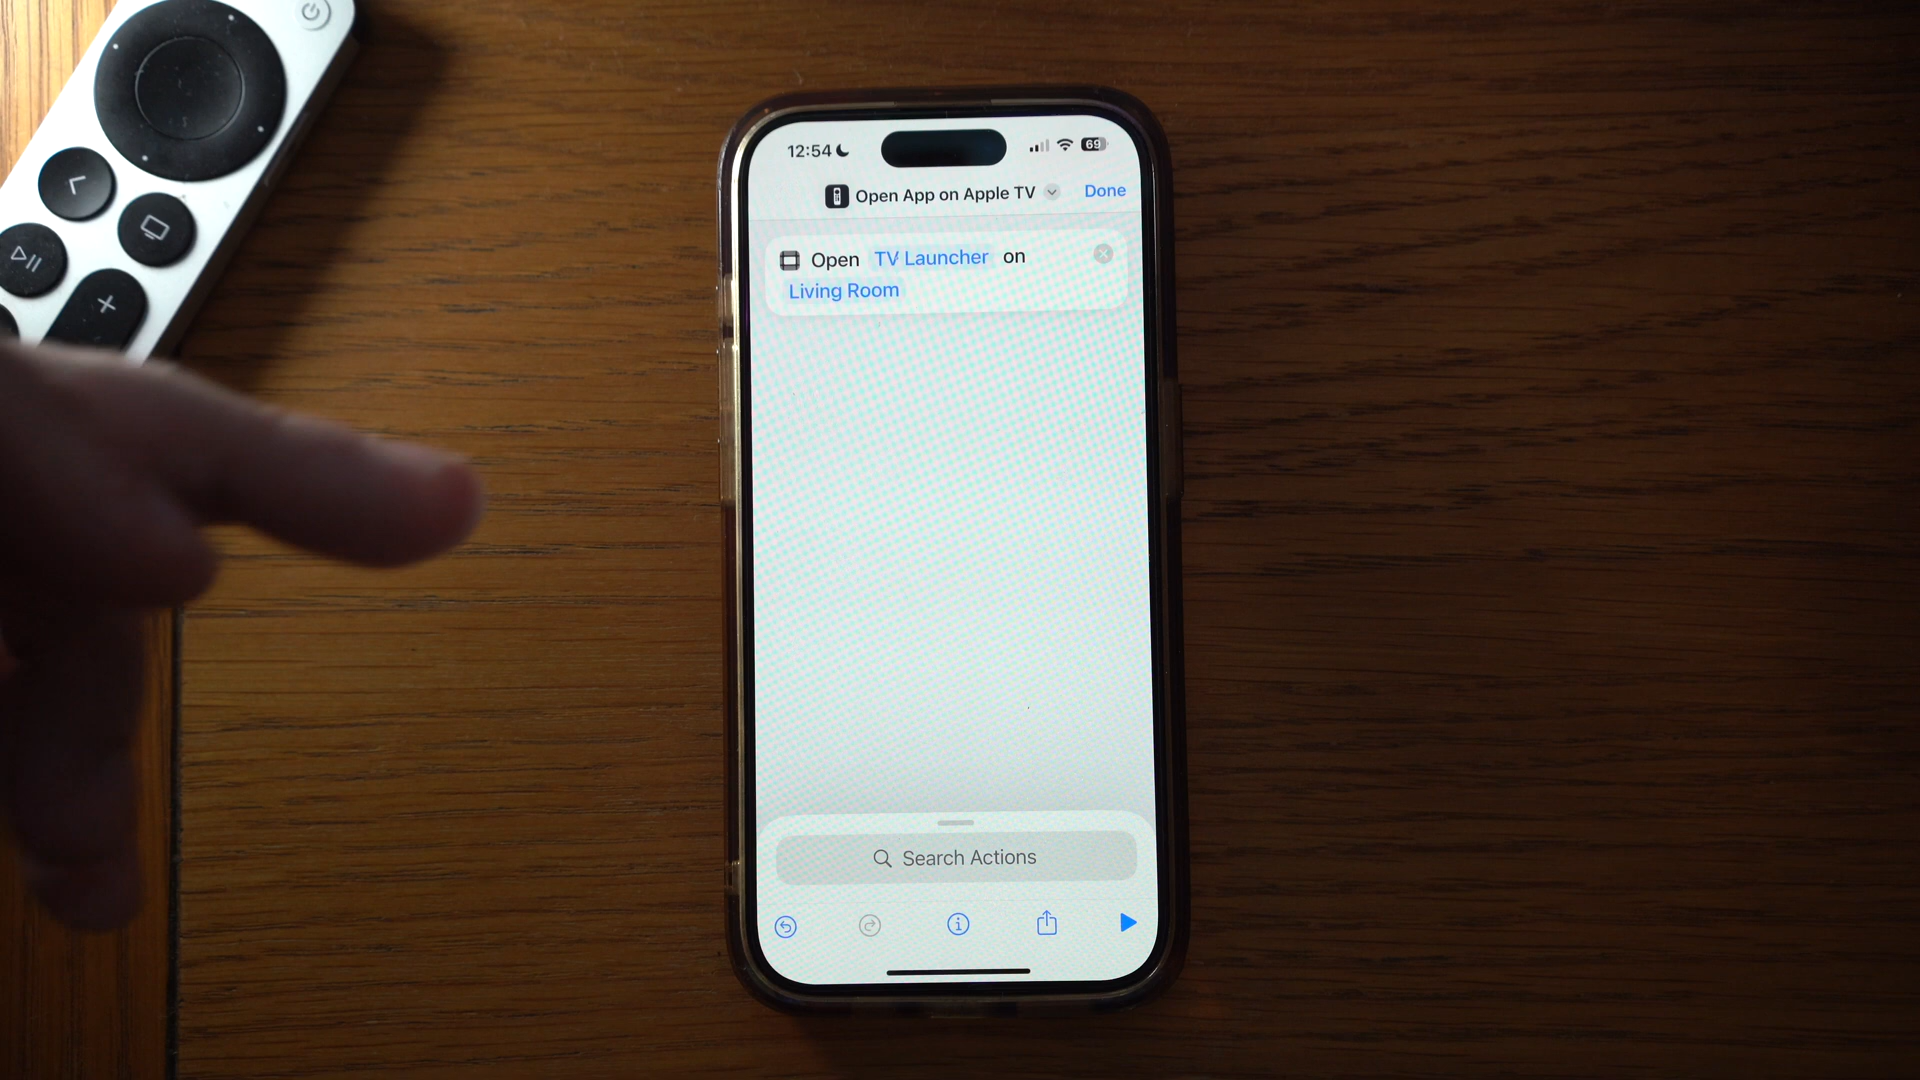 12:54
69
Open App on Apple TV
Done
Open TV Launcher on
Living Room
Search Actions